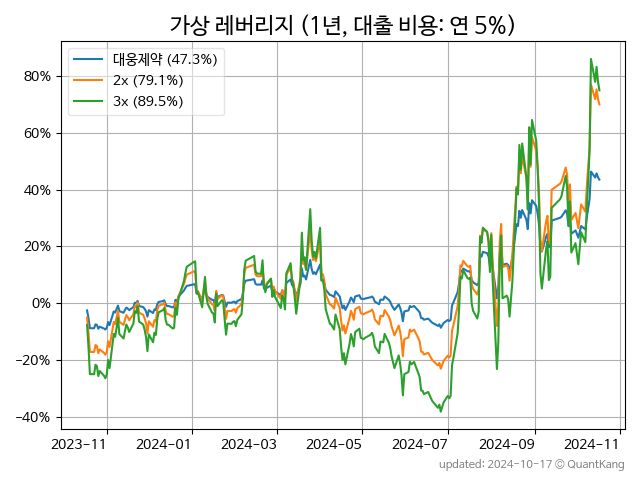 가상 레버리지 (1년, 대출 비용: 연 5%)
대웅제약 (47.3%)
2x (79.1%)
3x (89.5%)
80%
60%
40%
20%
0%
−20%
−40%
2023-11
2024-01
2024-03
2024-05
2024-07
2024-09
2024-11
updated: 2024-10-17 © QuantKang